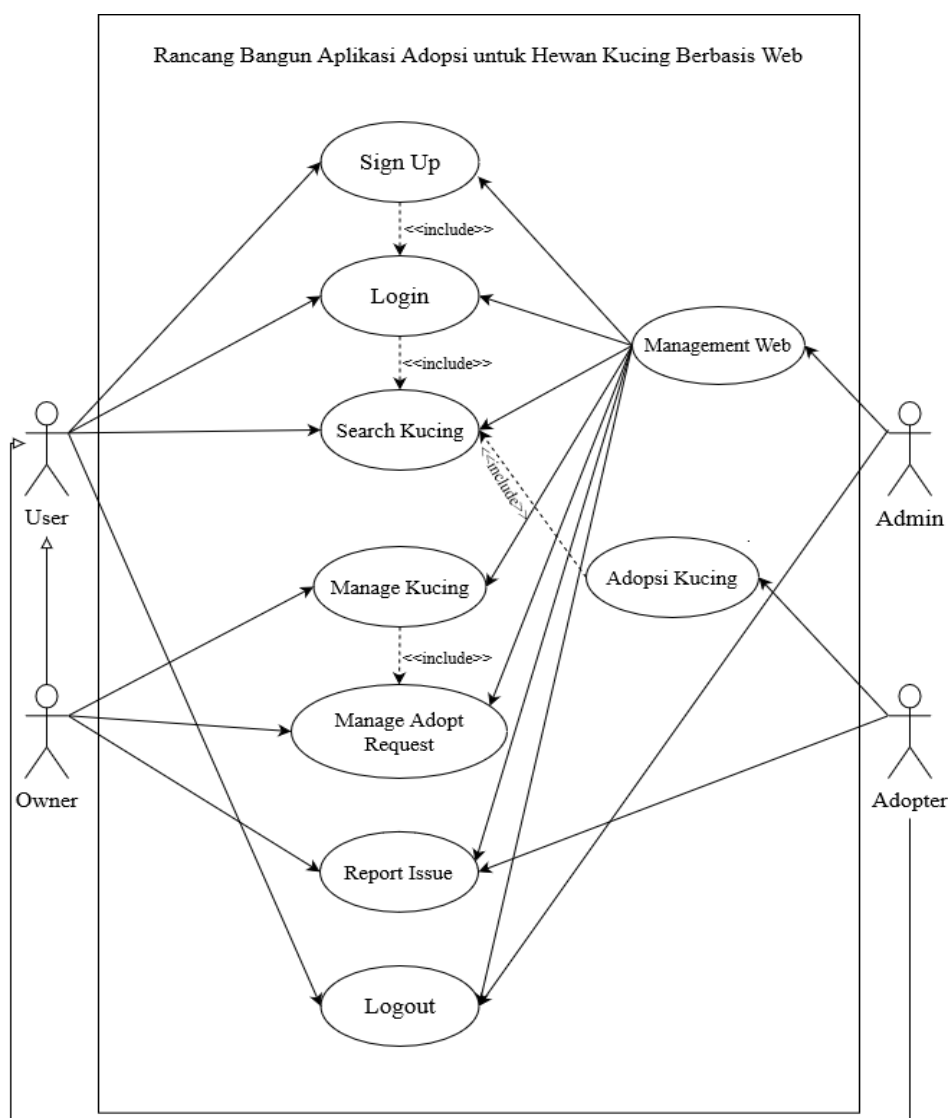 Rancang Bangun Aplikasi Adopsi untuk Hewan Kucing Berbasis Web
Sign Up
<<include>>
Login
Management Web
<<include>>
Search Kucing
<<include>>
User
Admin
Adopsi Kucing
Manage Kucing
<<include>>
Manage Adopt
Request
Owner
Adopter
Report Issue
Logout